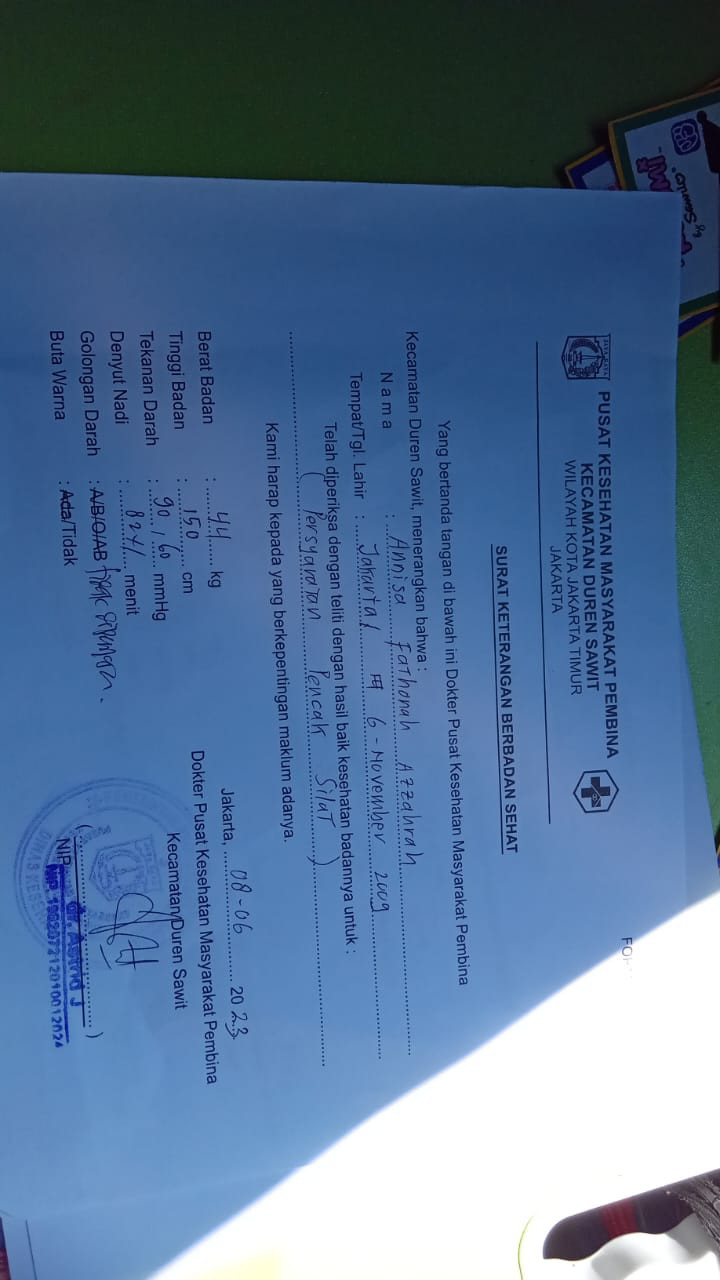 FO
PUSAT KESEHATAN MASYARAKAT PEMBINA
KECAMATAN DUREN SAWIT
WILAYAH KOTA JAKARTA TIMUR
JAKARTA
SURAT KETERANGAN BERBADAN SEHAT
Yang bertanda tangan di bawah ini Dokter Pusat Kesehatan Masyarakat Pembina
Kecamatan Duren Sawit, menerangkan bahwa :
N a m a : Annisa Fathonah Azzahrah
Tempat/Tgl. Lahir : Jakarta / 6 - November 2009
Telah diperiksa dengan teliti dengan hasil baik kesehatan badannya untuk :
( Persyaratan Pencak Silat )
Kami harap kepada yang berkepentingan maklum adanya.
Berat Badan : 44 kg
Tinggi Badan : 150 cm
Tekanan Darah : 90 / 60 mmHg
Denyut Nadi : 82 x/ menit
Golongan Darah : A/B/O/AB
Buta Warna : Ada/Tidak
Jakarta, 08-06 2023
Dokter Pusat Kesehatan Masyarakat Pembina
Kecamatan Duren Sawit
( dr. Astrid J )
NIP.